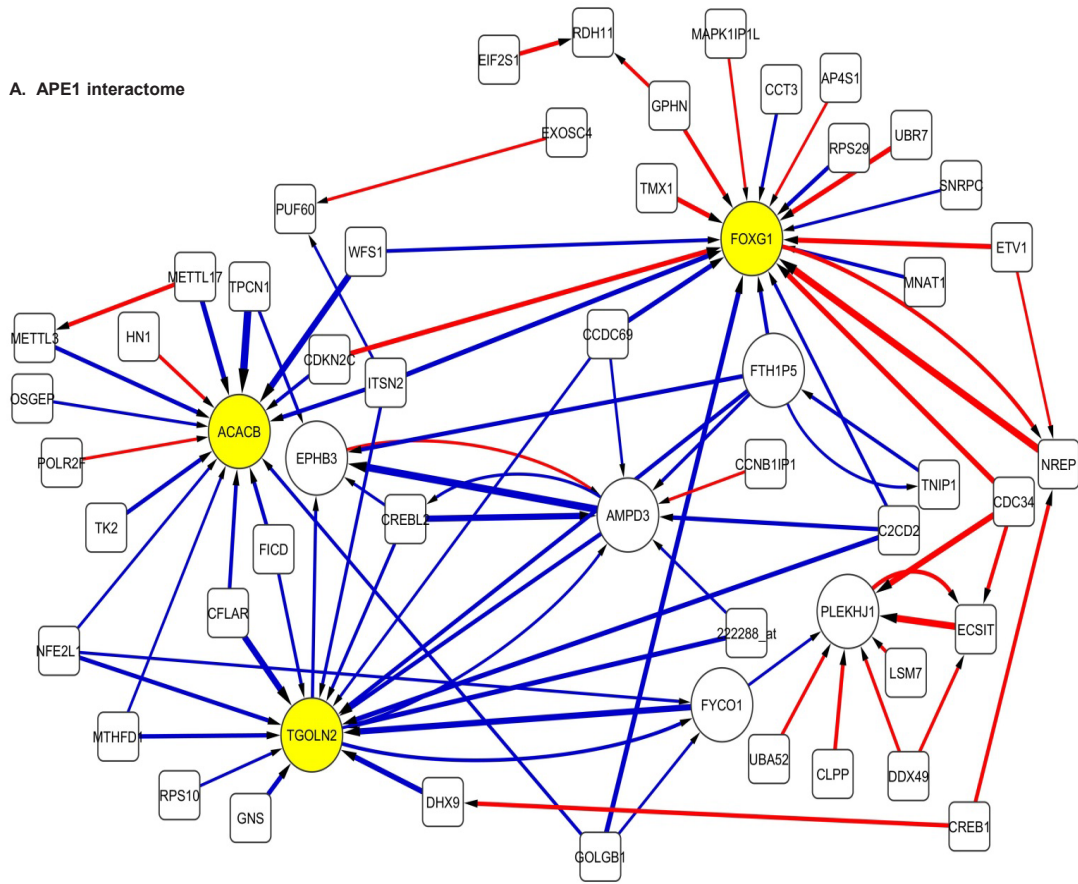 RDH11
MAPK1IP1L
EIF2S1
AP4S1
CCT3
A. APE1 interactome
GPHN
EXOSC4
UBR7
RPS29
TMX1
SNRPC
PUF60
FOXG1
WFS1
ETV1
METTL17
MNAT1
TPCN1
METTL3
HN1
CCDC69
CDKN2C
FTH1P5
ITSN2
OSGEP
ACACB
EPHB3
POLR2F
CCNB1IP1
NREP
TNIP1
CDC34
TK2
CREBL2
AMPD3
C2CD2
FICD
CFLAR
PLEKHJ1
ECSIT
222288_at
NFE2L1
LSM7
FYCO1
MTHFD1
TGOLN2
UBA52
CLPP
DDX49
RPS10
DHX9
GNS
CREB1
GOLGB1